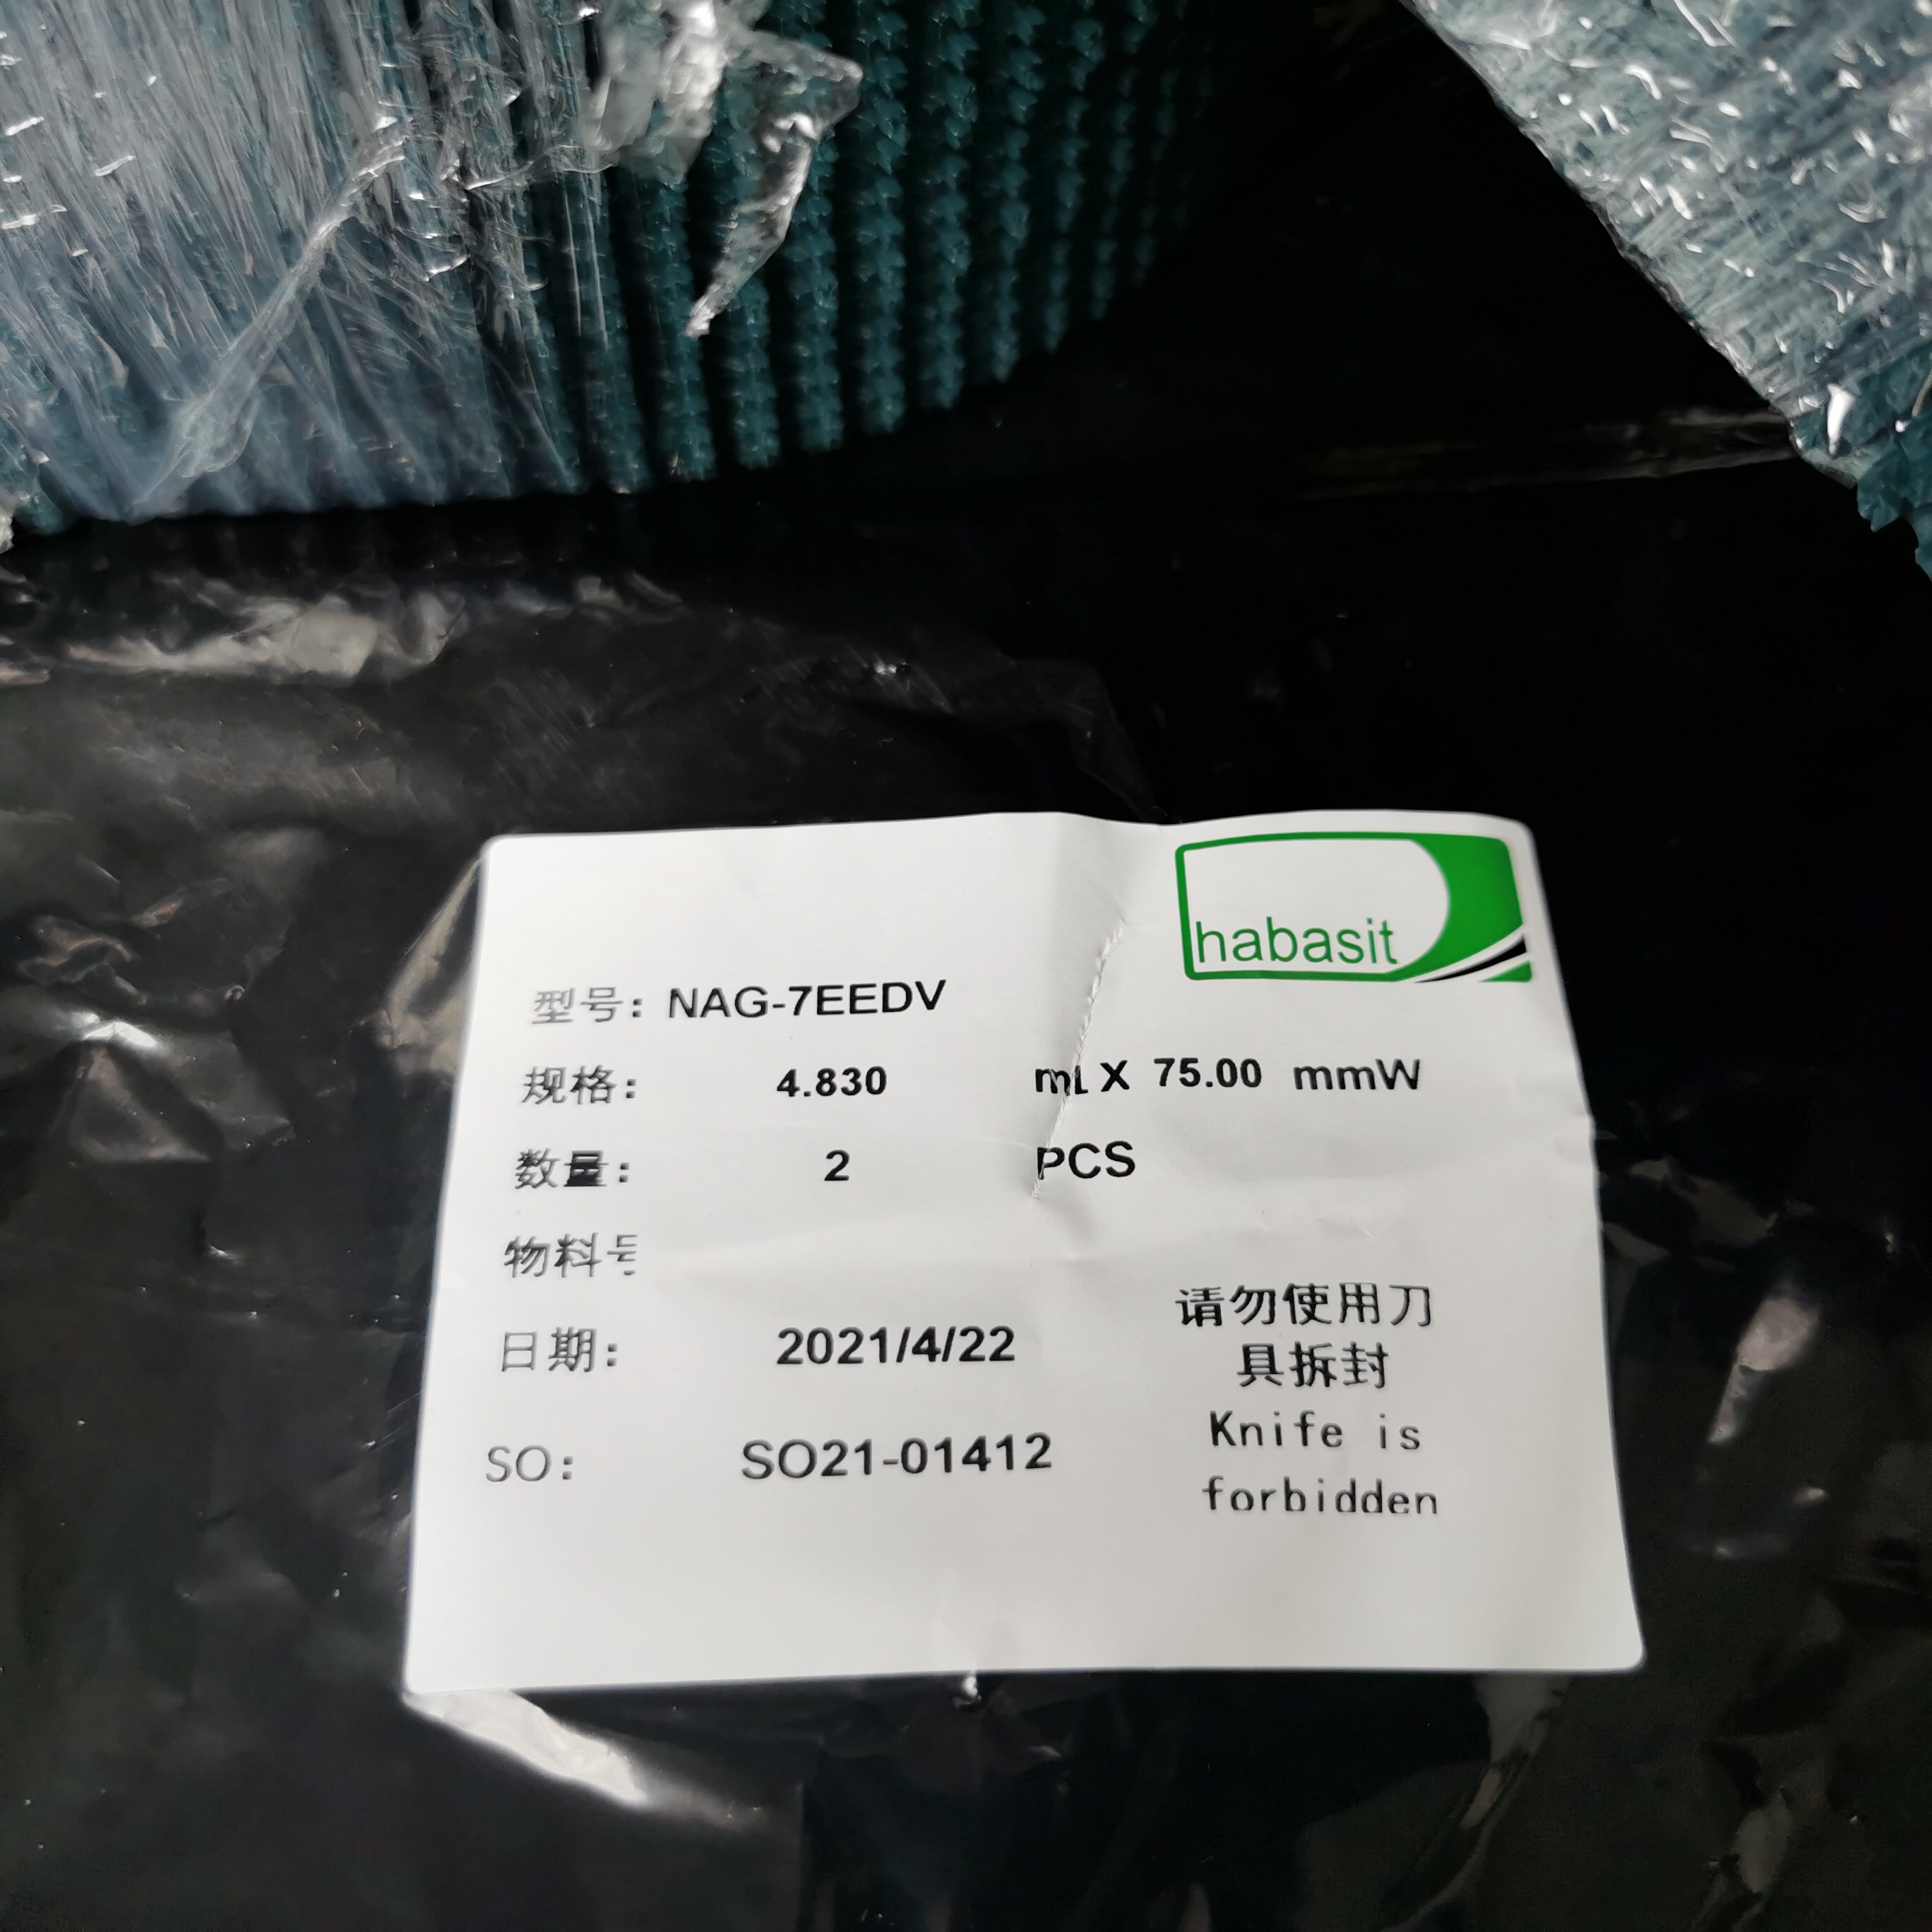 habasit
型号: NAG-7EEDV
规格: 4.830 mL X 75.00 mmW
数量: 2 PCS
物料号
日期: 2021/4/22
SO: SO21-01412
请勿使用刀
具拆封
Knife is
forbidden